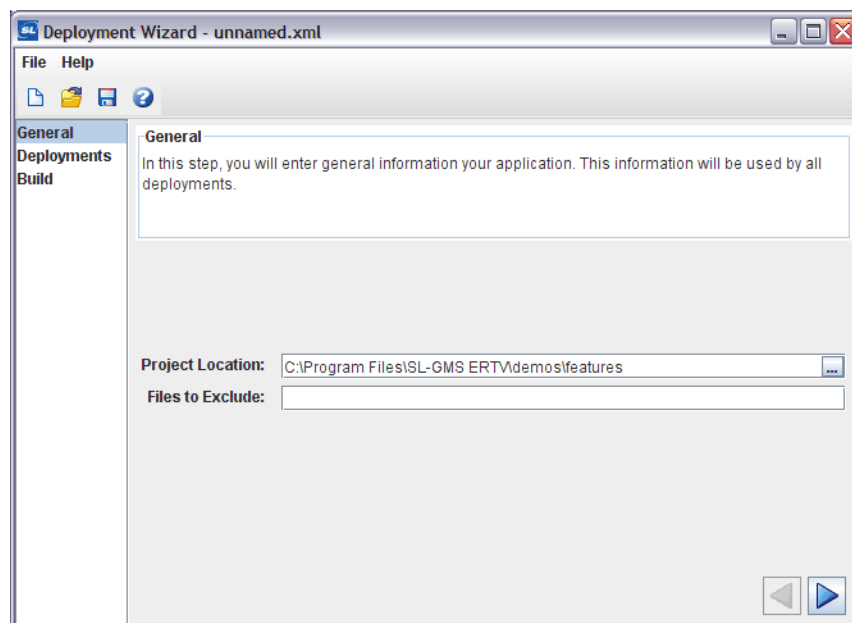 SL Deployment Wizard - unnamed.xml
File Help
General
Deployments
Build
General
In this step, you will enter general information your application. This information will be used by all
deployments.
Project Location: C:\Program Files\SL-GMS ERTV\demos\features ...
Files to Exclude: